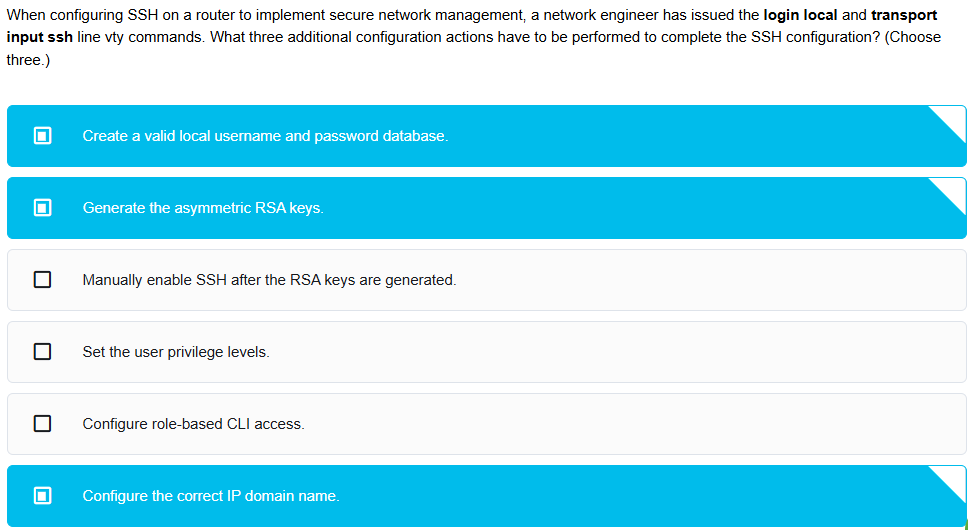 When configuring SSH on a router to implement secure network management, a network engineer has issued the login local and transport
input ssh line vty commands. What three additional configuration actions have to be performed to complete the SSH configuration? (Choose
three.)
Create a valid local username and password database.
Generate the asymmetric RSA keys.
Manually enable SSH after the RSA keys are generated.
Set the user privilege levels.
Configure role-based CLI access.
Configure the correct IP domain name.